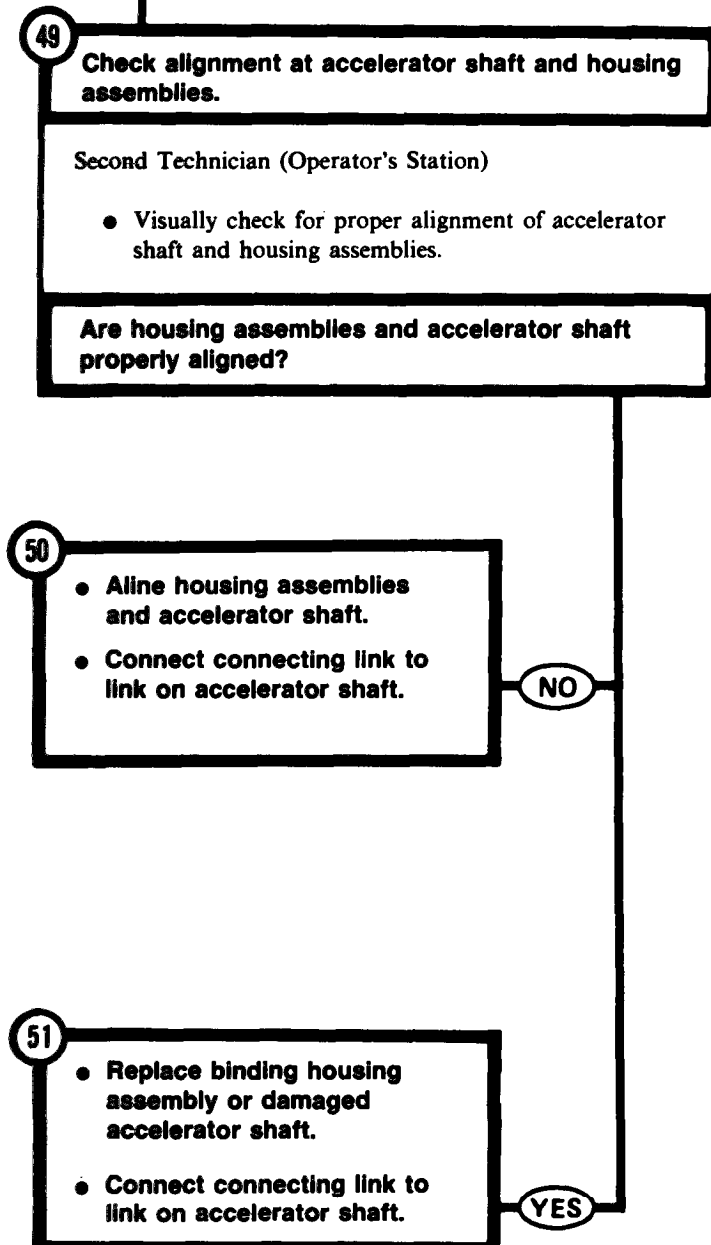 49
Check alignment at accelerator shaft and housing
assemblies.
Second Technician (Operator's Station)
● Visually check for proper alignment of accelerator
shaft and housing assemblies.
Are housing assemblies and accelerator shaft
properly aligned?
50
● Aline housing assemblies
and accelerator shaft.
● Connect connecting link to
link on accelerator shaft.
NO
51
● Replace binding housing
assembly or damaged
accelerator shaft.
● Connect connecting link to
link on accelerator shaft.
YES